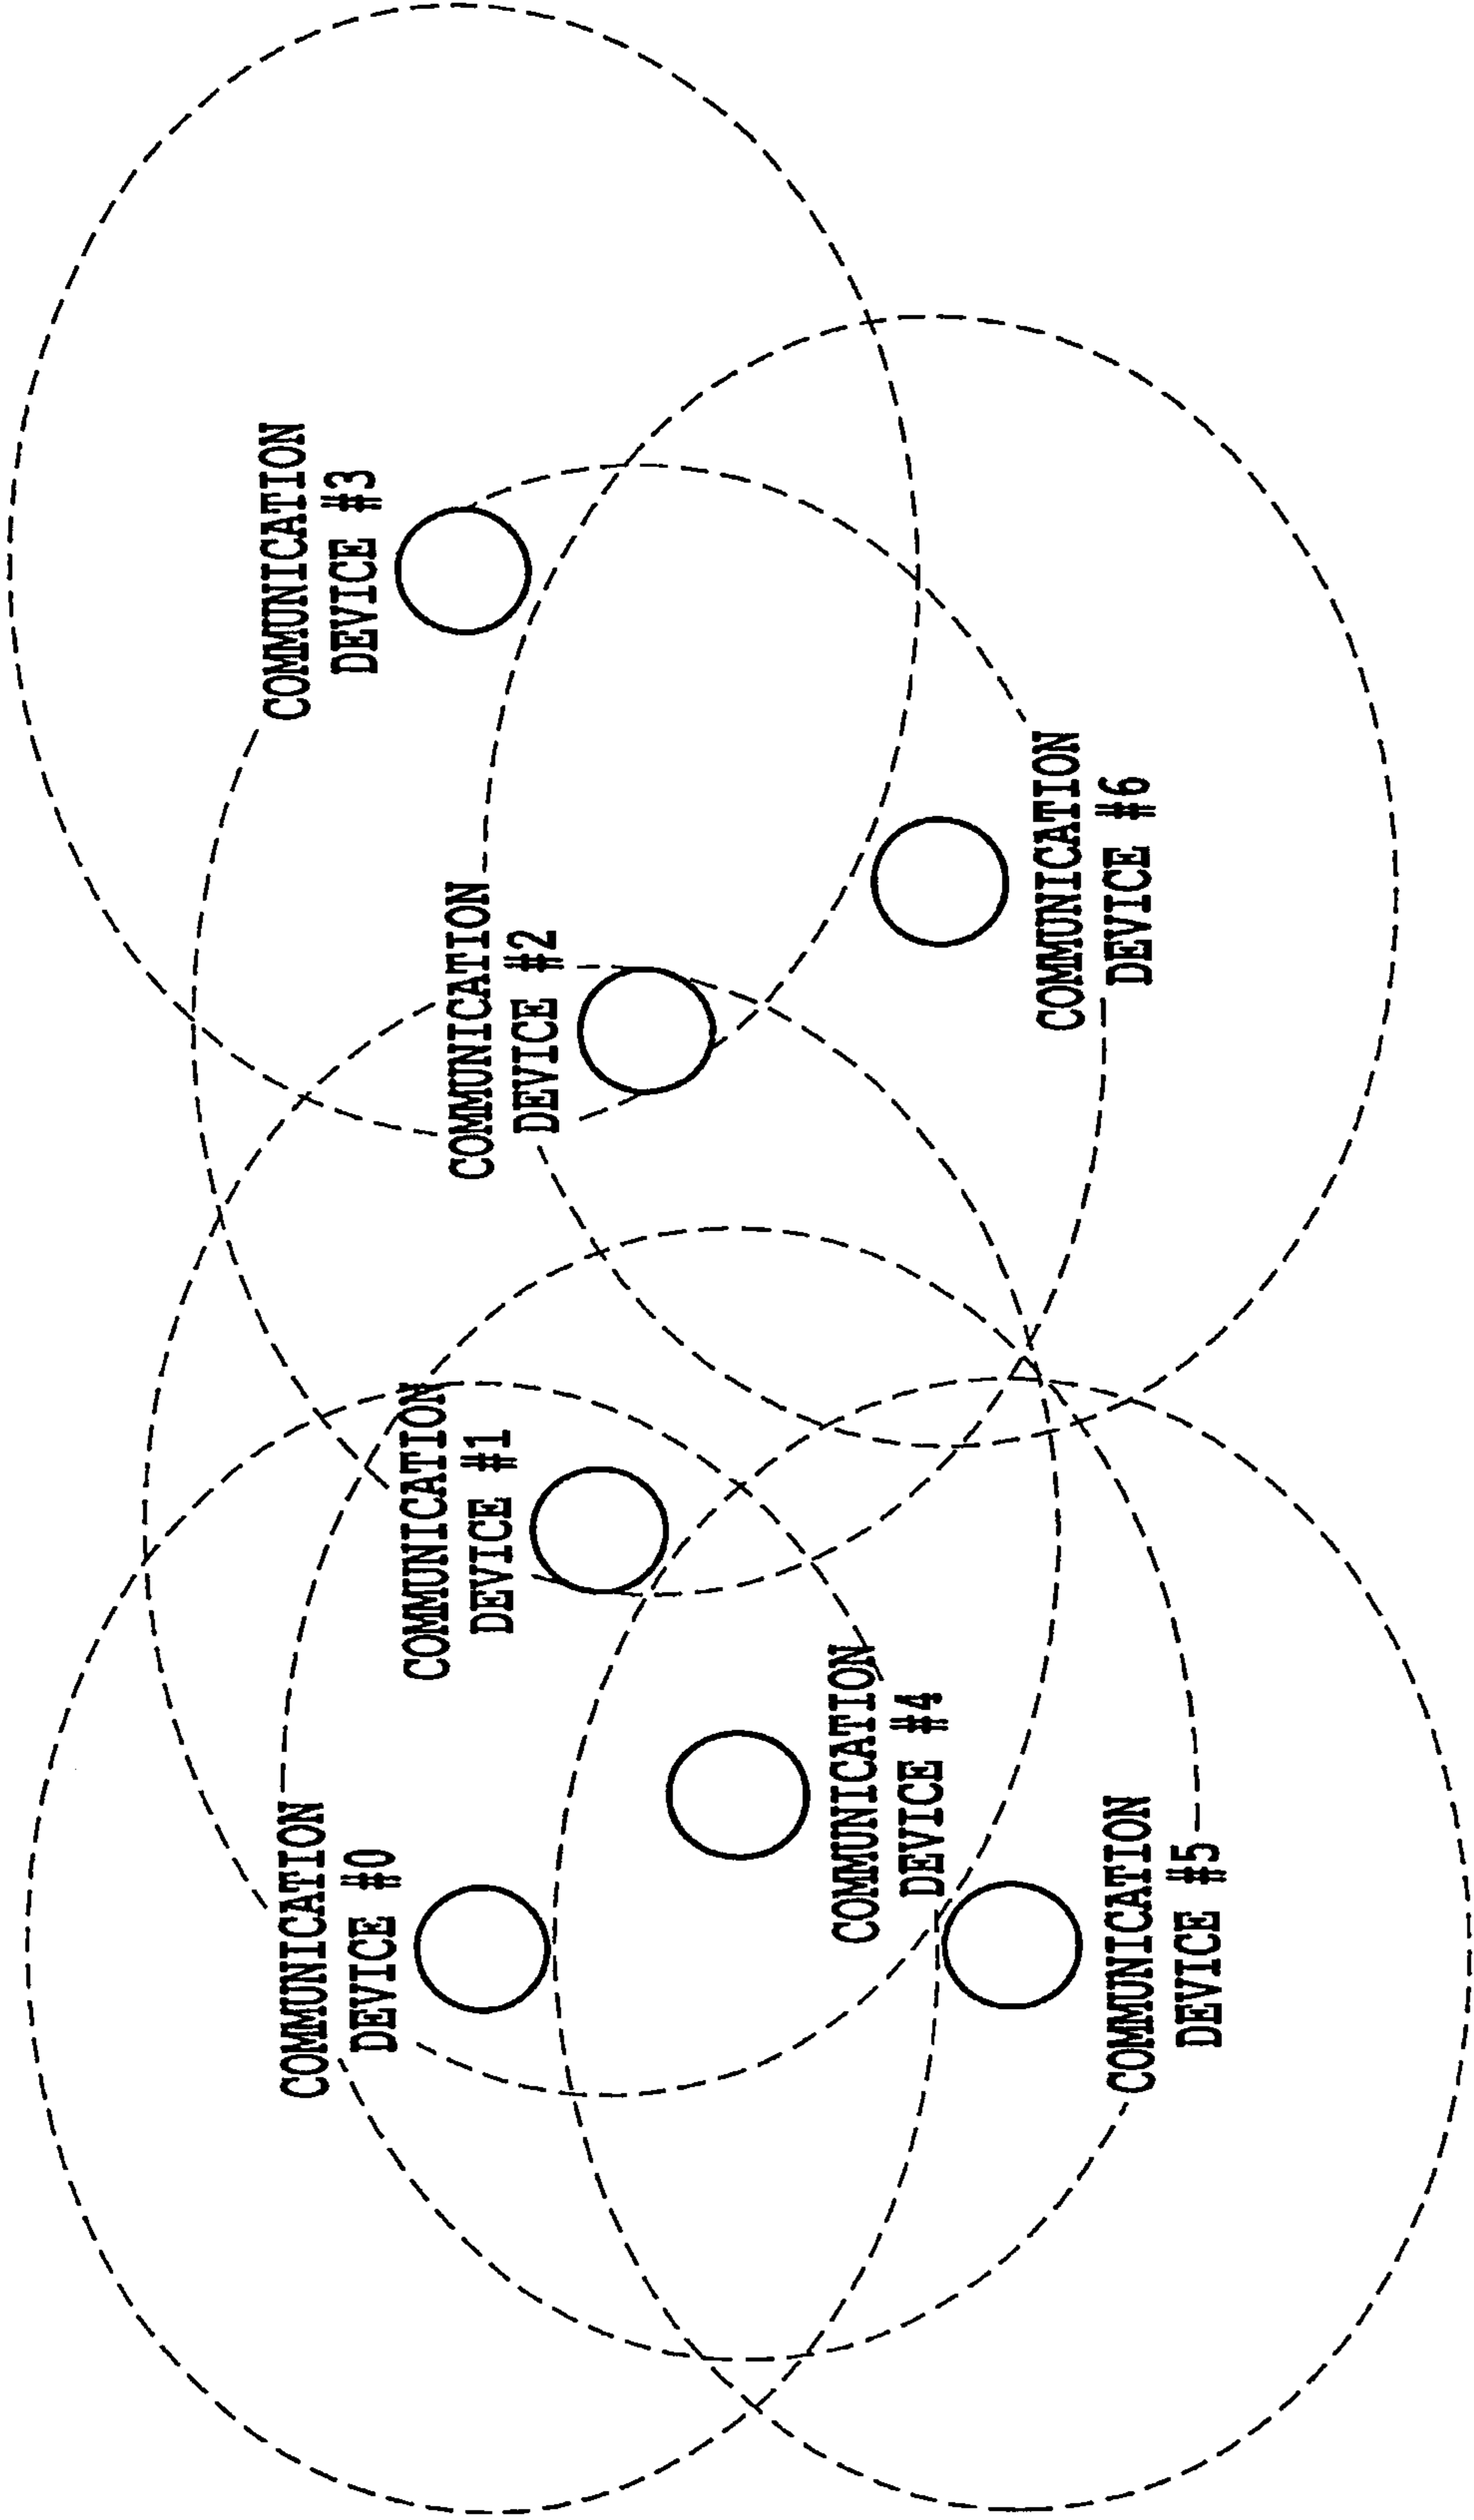 COMMUNICATION
DEVICE #3
COMMUNICATION
DEVICE #6
COMMUNICATION
DEVICE #2
COMMUNICATION
DEVICE #1
COMMUNICATION
DEVICE #4
COMMUNICATION
DEVICE #0
COMMUNICATION
DEVICE #5